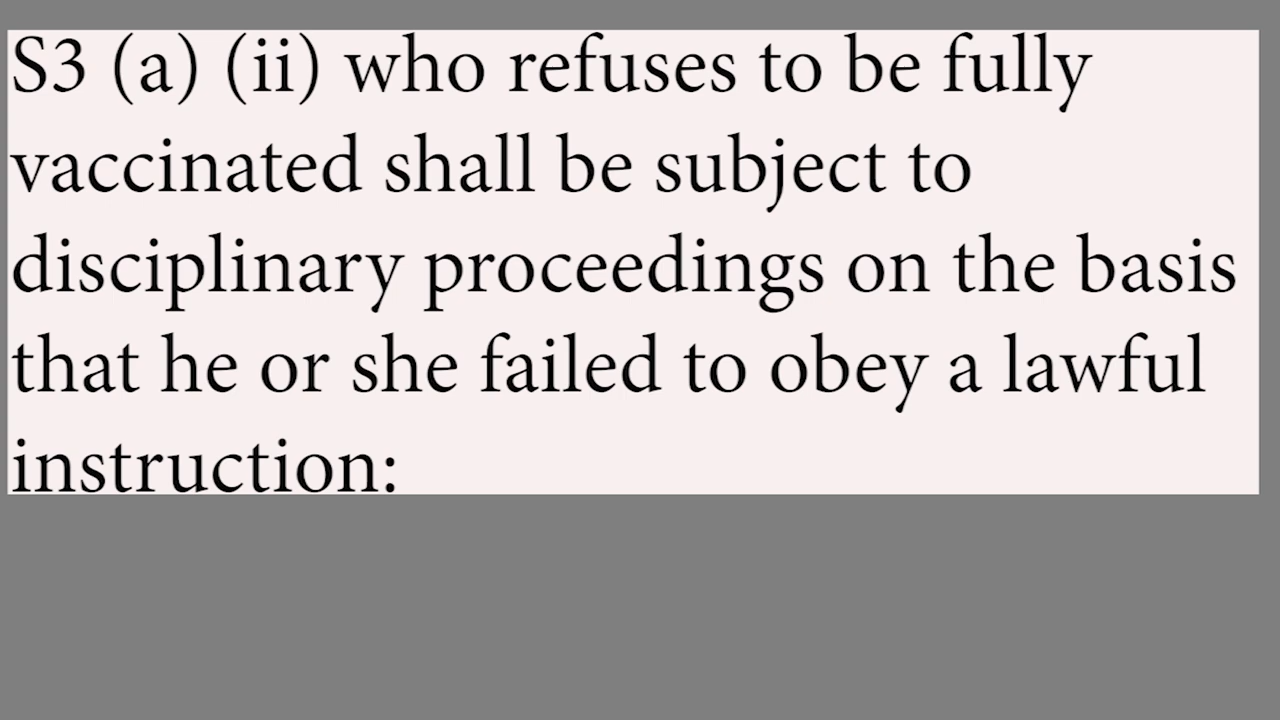 S3 (a) (ii) who refuses to be fully
vaccinated shall be subject to
disciplinary proceedings on the basis
that he or she failed to obey a lawful
instruction: